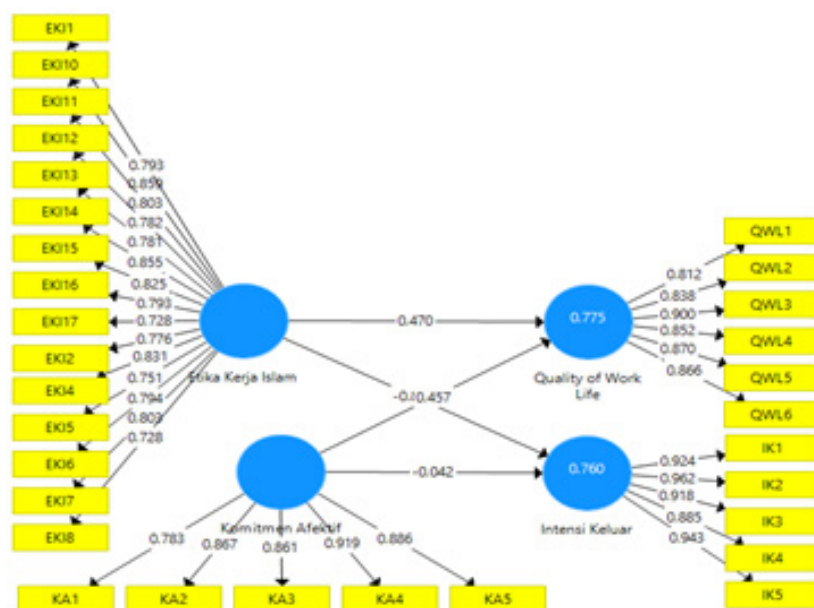 EKI1
EKI10
EKI11
EKI12
EKI13
EKI14
EKI15
EKI16
EKI17
EKI2
EKI4
EKI5
EKI6
EKI7
EKI8
0.793
0.859
0.803
0.782
0.781
0.855
0.825
0.793
0.728
0.776
0.831
0.751
0.794
0.803
0.728
Etika Kerja Islam
0.470
0.457
-0.042
0.775
Quality of Work
Life
0.812
0.838
0.900
0.852
0.870
0.866
QWL1
QWL2
QWL3
QWL4
QWL5
QWL6
0.760
Intensi Keluar
0.924
0.962
0.918
0.885
0.943
IK1
IK2
IK3
IK4
IK5
Komitmen Afektif
0.783
0.867
0.861
0.919
0.886
KA1
KA2
KA3
KA4
KA5